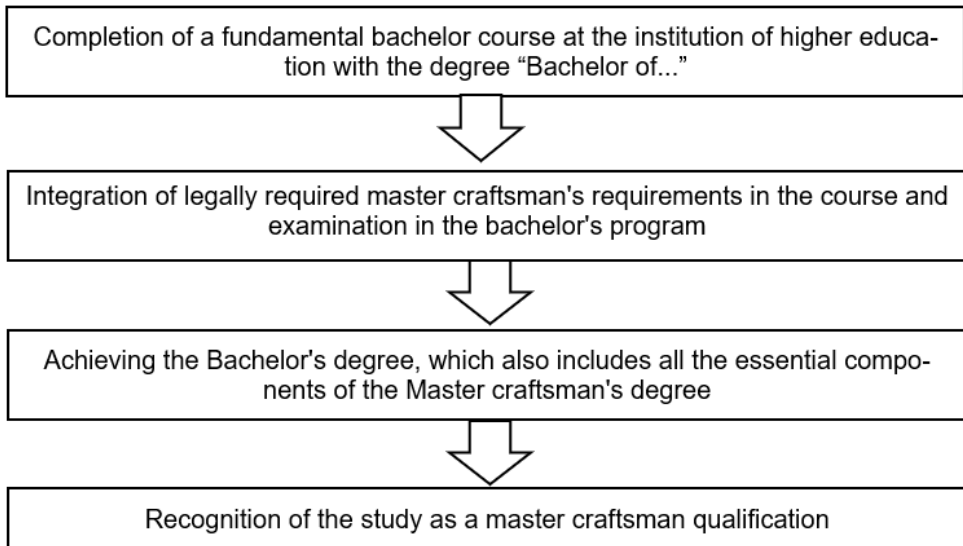 Completion of a fundamental bachelor course at the institution of higher educa-
tion with the degree “Bachelor of...”
Integration of legally required master craftsman's requirements in the course and
examination in the bachelor's program
Achieving the Bachelor's degree, which also includes all the essential compo-
nents of the Master craftsman's degree
Recognition of the study as a master craftsman qualification